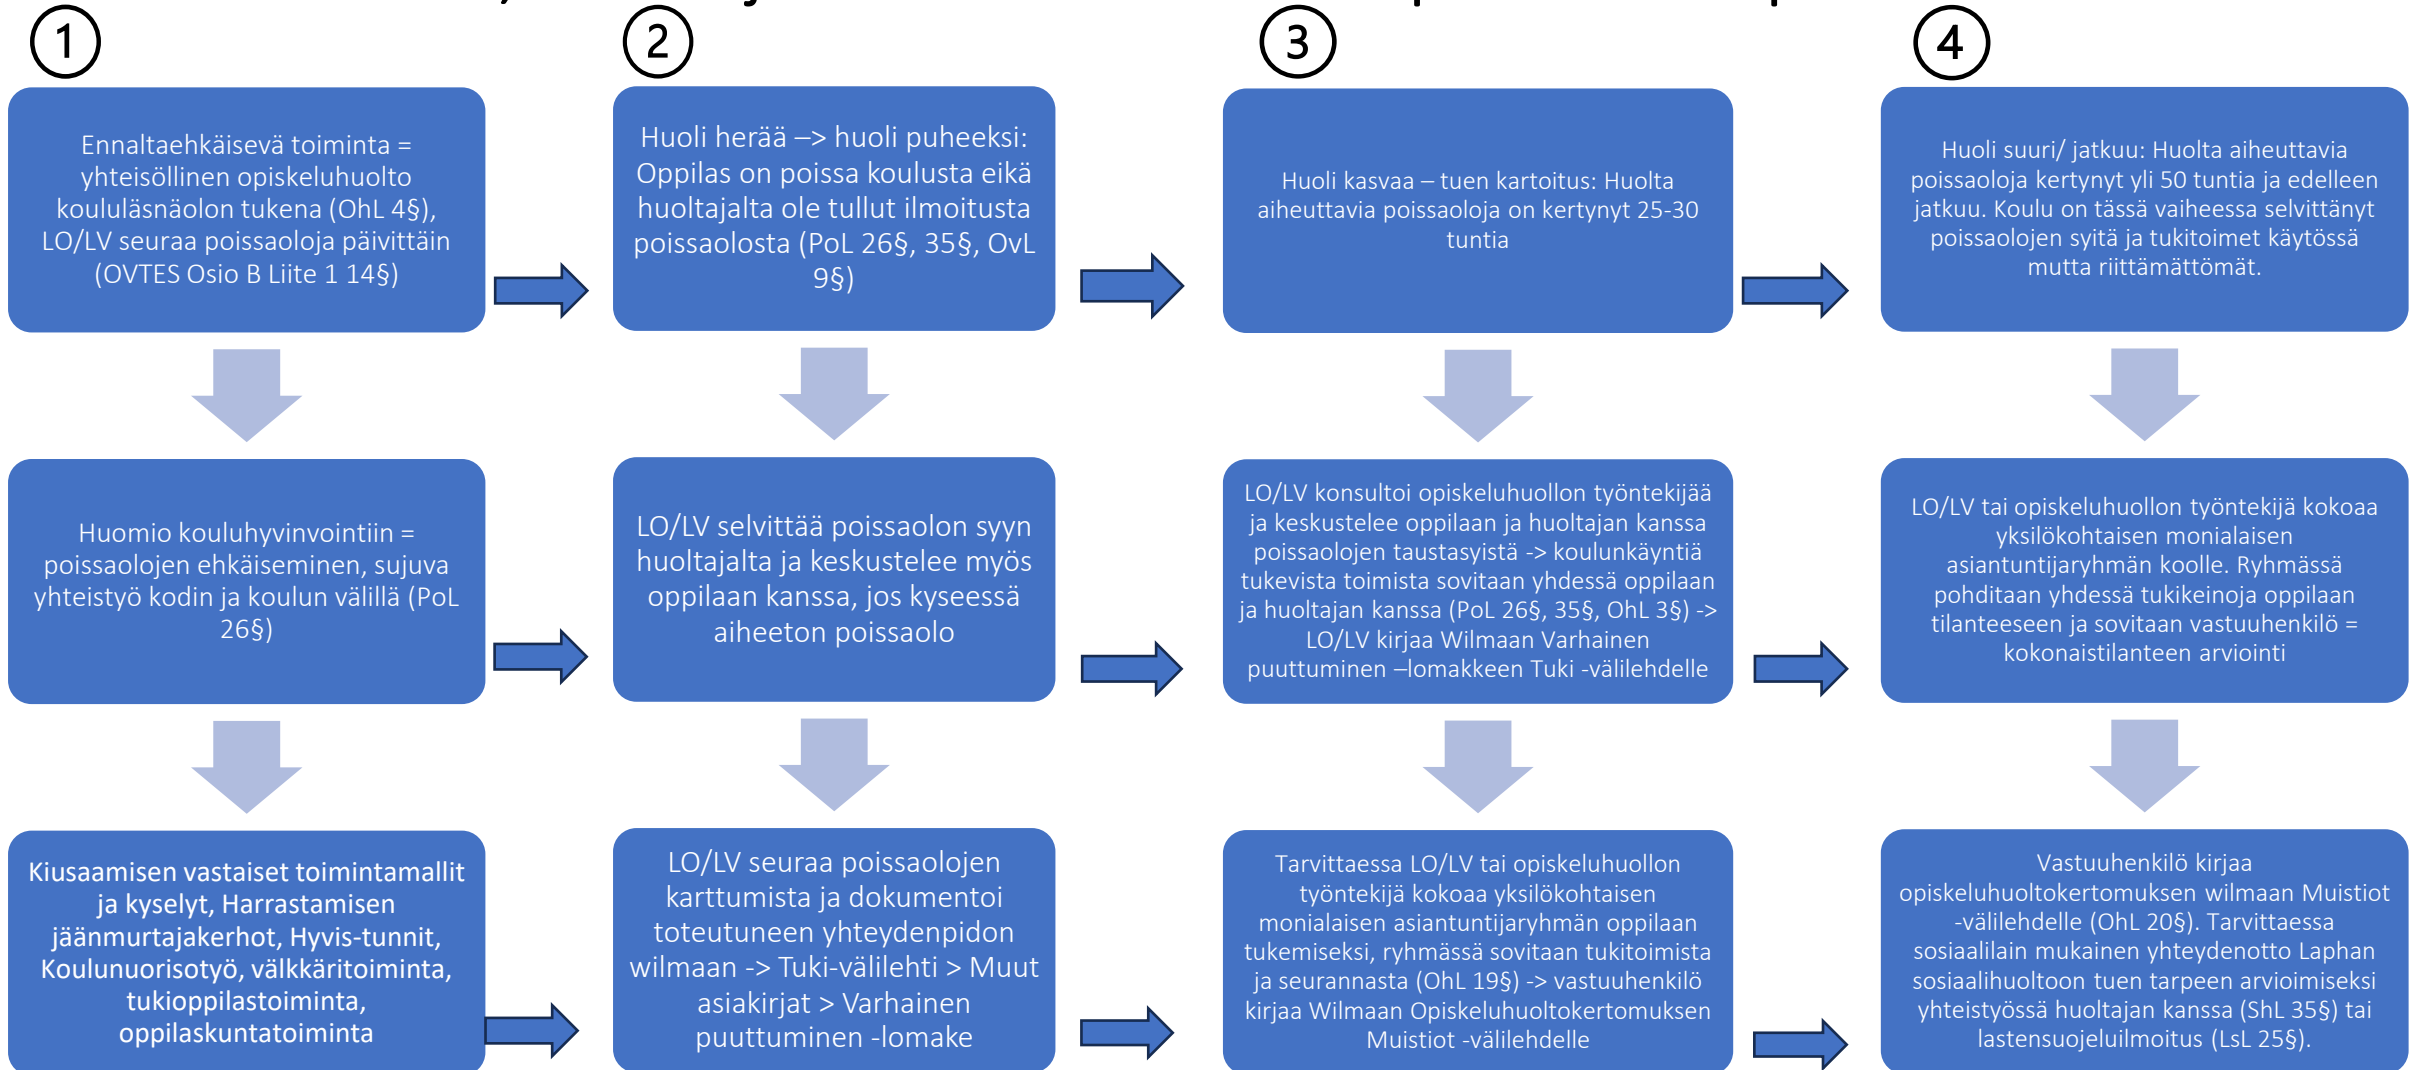 1
Ennaltaehkäisevä toiminta =
yhteisöllinen opiskeluhuolto
koululäsnäolon tukena (OhL 4§),
LO/LV seuraa poissaoloja päivittäin
(OVTES Osio B Liite 1 14§)
Huomio kouluhyvinvointiin =
poissaolojen ehkäiseminen, sujuva
yhteistyö kodin ja koulun välillä (PoL
26§)
Kiusaamisen vastaiset toimintamallit
ja kyselyt, Harrastamisen
jäänmurtajakerhot, Hyvis-tunnit,
Koulunuorisotyö, välkkäritoiminta,
tukioppilastoiminta,
oppilaskuntatoiminta
2
Huoli herää –> huoli puheeksi:
Oppilas on poissa koulusta eikä
huoltajalta ole tullut ilmoitusta
poissaolosta (PoL 26§, 35§, OvL
9§)
LO/LV selvittää poissaolon syyn
huoltajalta ja keskustelee myös
oppilaan kanssa, jos kyseessä
aiheeton poissaolo
LO/LV seuraa poissaolojen
karttumista ja dokumentoi
toteutuneen yhteydenpidon
wilmaan -> Tuki-välilehti > Muut
asiakirjat > Varhainen
puuttuminen -lomake
3
Huoli kasvaa – tuen kartoitus: Huolta
aiheuttavia poissaoloja on kertynyt 25-30
tuntia
LO/LV konsultoi opiskeluhuollon työntekijää
ja keskustelee oppilaan ja huoltajan kanssa
poissaolojen taustasyistä -> koulunkäyntiä
tukevista toimista sovitaan yhdessä oppilaan
ja huoltajan kanssa (PoL 26§, 35§, OhL 3§) ->
LO/LV kirjaa Wilmaan Varhainen
puuttuminen –lomakkeen Tuki -välilehdelle
Tarvittaessa LO/LV tai opiskeluhuollon
työntekijä kokoaa yksilökohtaisen
monialaisen asiantuntijaryhmän oppilaan
tukemiseksi, ryhmässä sovitaan tukitoimista
ja seurannasta (OhL 19§) -> vastuuhenkilö
kirjaa Wilmaan Opiskeluhuoltokertomuksen
Muistiot -välilehdelle
4
Huoli suuri/ jatkuu: Huolta aiheuttavia
poissaoloja kertynyt yli 50 tuntia ja edelleen
jatkuu. Koulu on tässä vaiheessa selvittänyt
poissaolojen syitä ja tukitoimet käytössä
mutta riittämättömät.
LO/LV tai opiskeluhuollon työntekijä kokoaa
yksilökohtaisen monialaisen
asiantuntijaryhmän koolle. Ryhmässä
pohditaan yhdessä tukikeinoja oppilaan
tilanteeseen ja sovitaan vastuuhenkilö =
kokonaistilanteen arviointi
Vastuuhenkilö kirjaa
opiskeluhuoltokertomuksen wilmaan Muistiot
-välilehdelle (OhL 20§). Tarvittaessa
sosiaalilain mukainen yhteydenotto Laphan
sosiaalihuoltoon tuen tarpeen arvioimiseksi
yhteistyössä huoltajan kanssa (ShL 35§) tai
lastensuojeluilmoitus (LsL 25§).